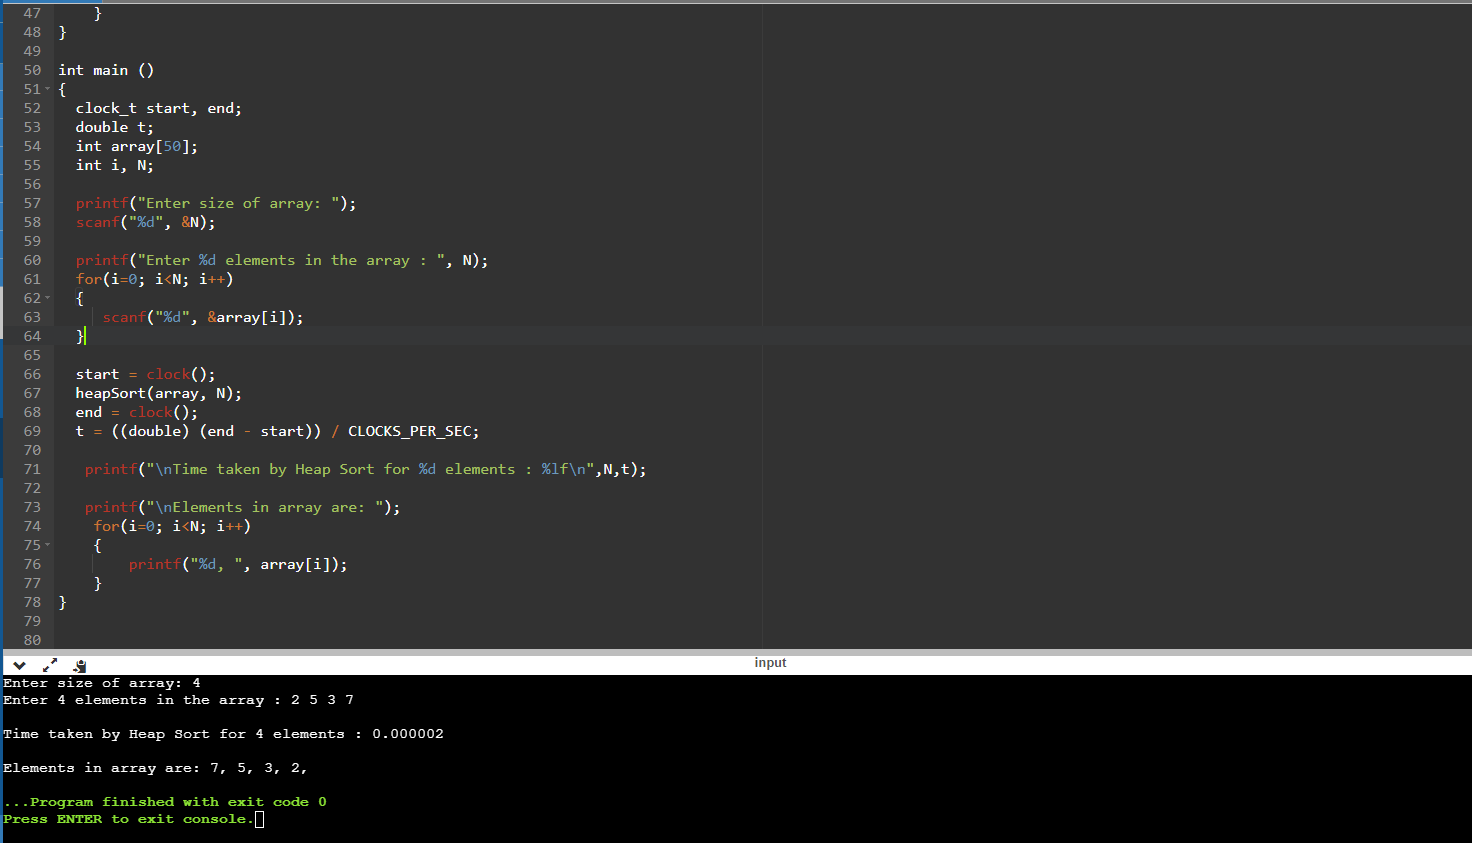 47 }
48 }
49
50 int main ()
51 {
52 clock_t start, end;
53 double t;
54 int array[50];
55 int i, N;
56
57 printf("Enter size of array: ");
58 scanf("%d", &N);
59
60 printf("Enter %d elements in the array : ", N);
61 for(i=0; i<N; i++)
62 {
63 scanf("%d", &array[i]);
64 }
65
66 start = clock();
67 heapSort(array, N);
68 end = clock();
69 t = ((double) (end - start)) / CLOCKS_PER_SEC;
70
71 printf("\nTime taken by Heap Sort for %d elements : %lf\n",N,t);
72
73 printf("\nElements in array are: ");
74 for(i=0; i<N; i++)
75 {
76 printf("%d, ", array[i]);
77 }
78 }
79
80
input
Enter size of array: 4
Enter 4 elements in the array : 2 5 3 7
Time taken by Heap Sort for 4 elements : 0.000002
Elements in array are: 7, 5, 3, 2,
...Program finished with exit code 0
Press ENTER to exit console.